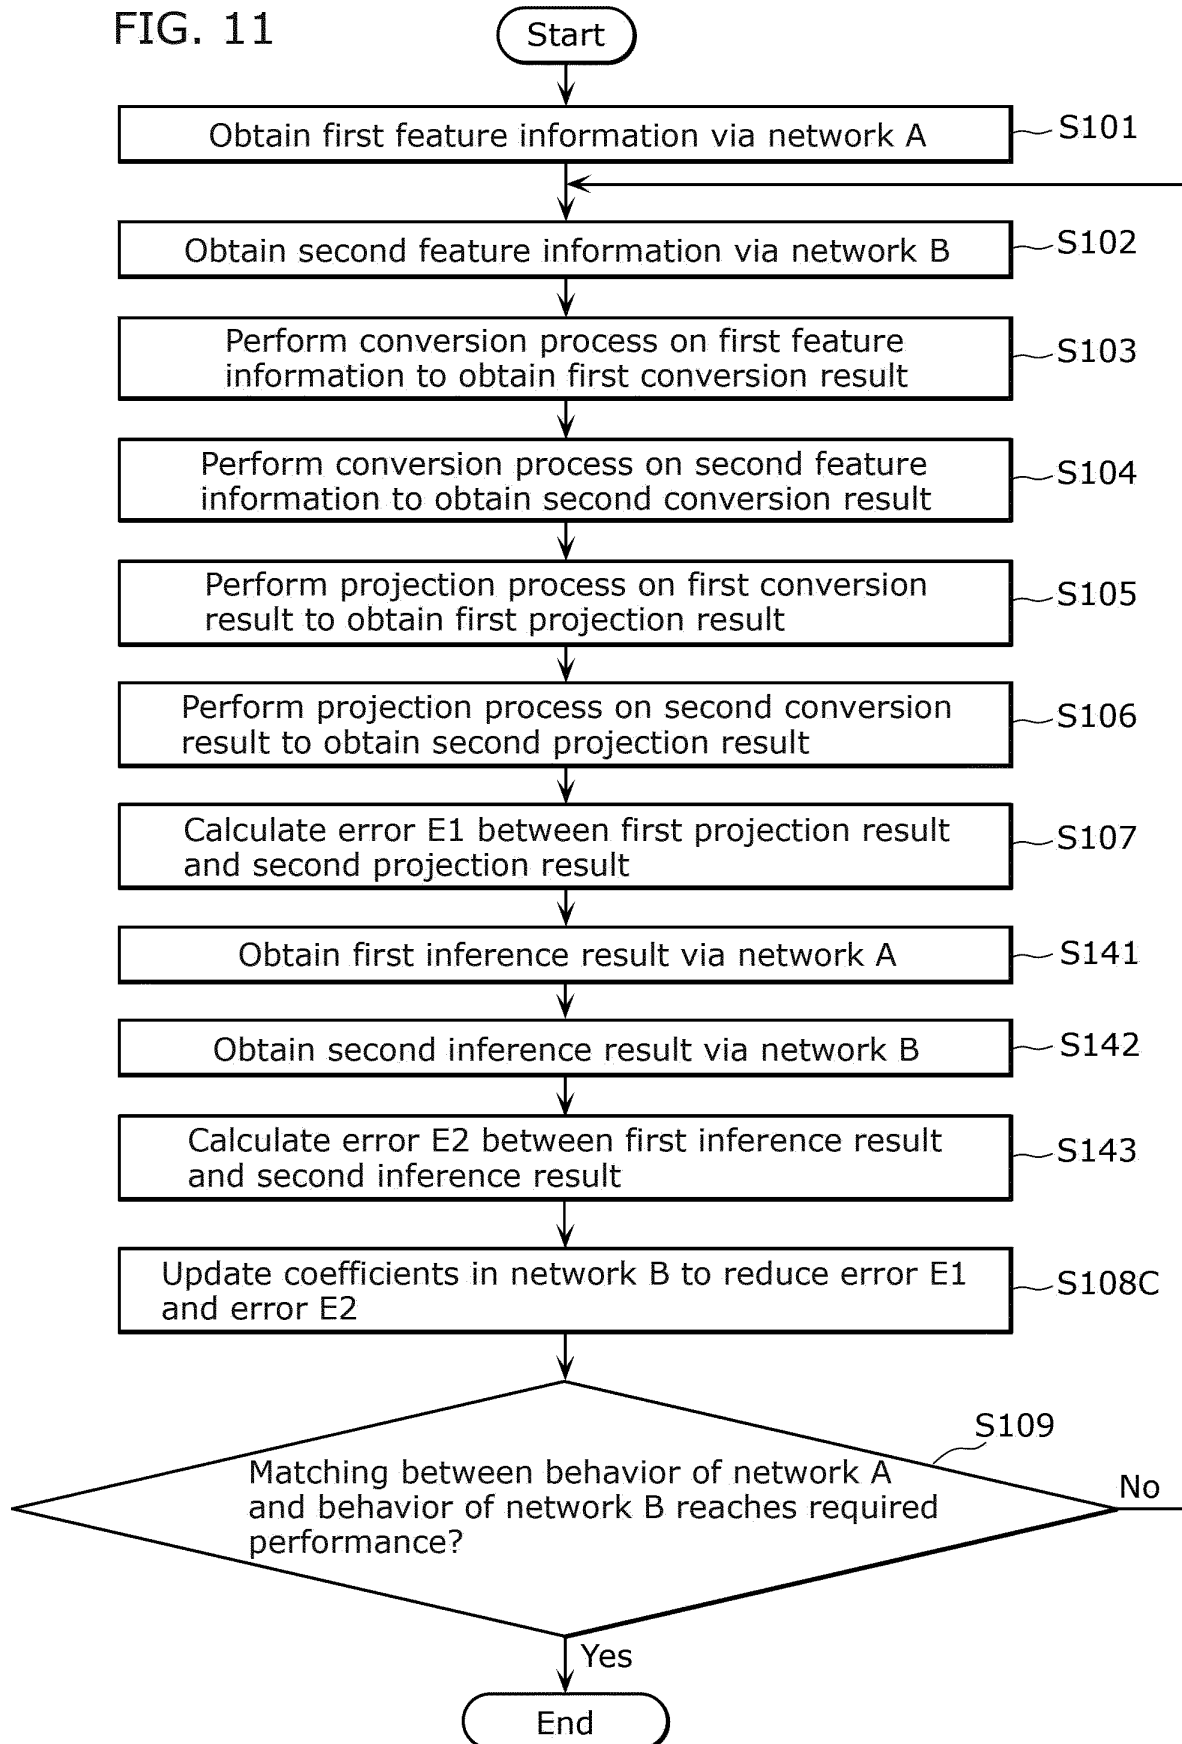 FIG. 11
Start
Obtain first feature information via network A
S101
Obtain second feature information via network B
S102
Perform conversion process on first feature
information to obtain first conversion result
S103
Perform conversion process on second feature
information to obtain second conversion result
S104
Perform projection process on first conversion
result to obtain first projection result
S105
Perform projection process on second conversion
result to obtain second projection result
S106
Calculate error E1 between first projection result
and second projection result
S107
Obtain first inference result via network A
S141
Obtain second inference result via network B
S142
Calculate error E2 between first inference result
and second inference result
S143
Update coefficients in network B to reduce error E1
and error E2
S108C
S109
Matching between behavior of network A
and behavior of network B reaches required
performance?
No
Yes
End